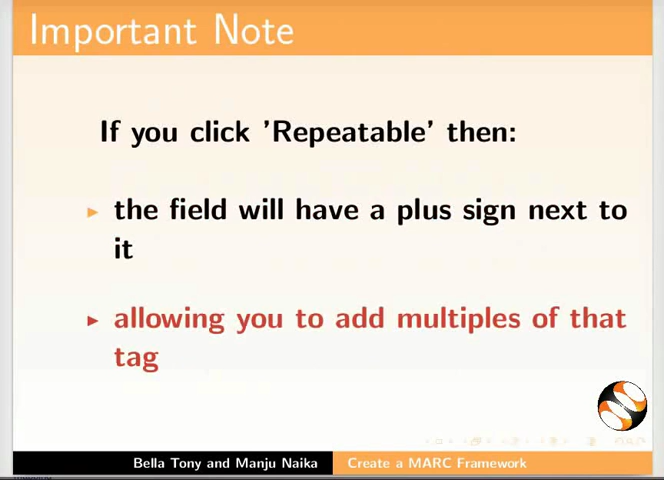 Important Note
If you click 'Repeatable' then:
the field will have a plus sign next to
it
allowing you to add multiples of that
tag
Bella Tony and Manju Naika
Create a MARC Framework